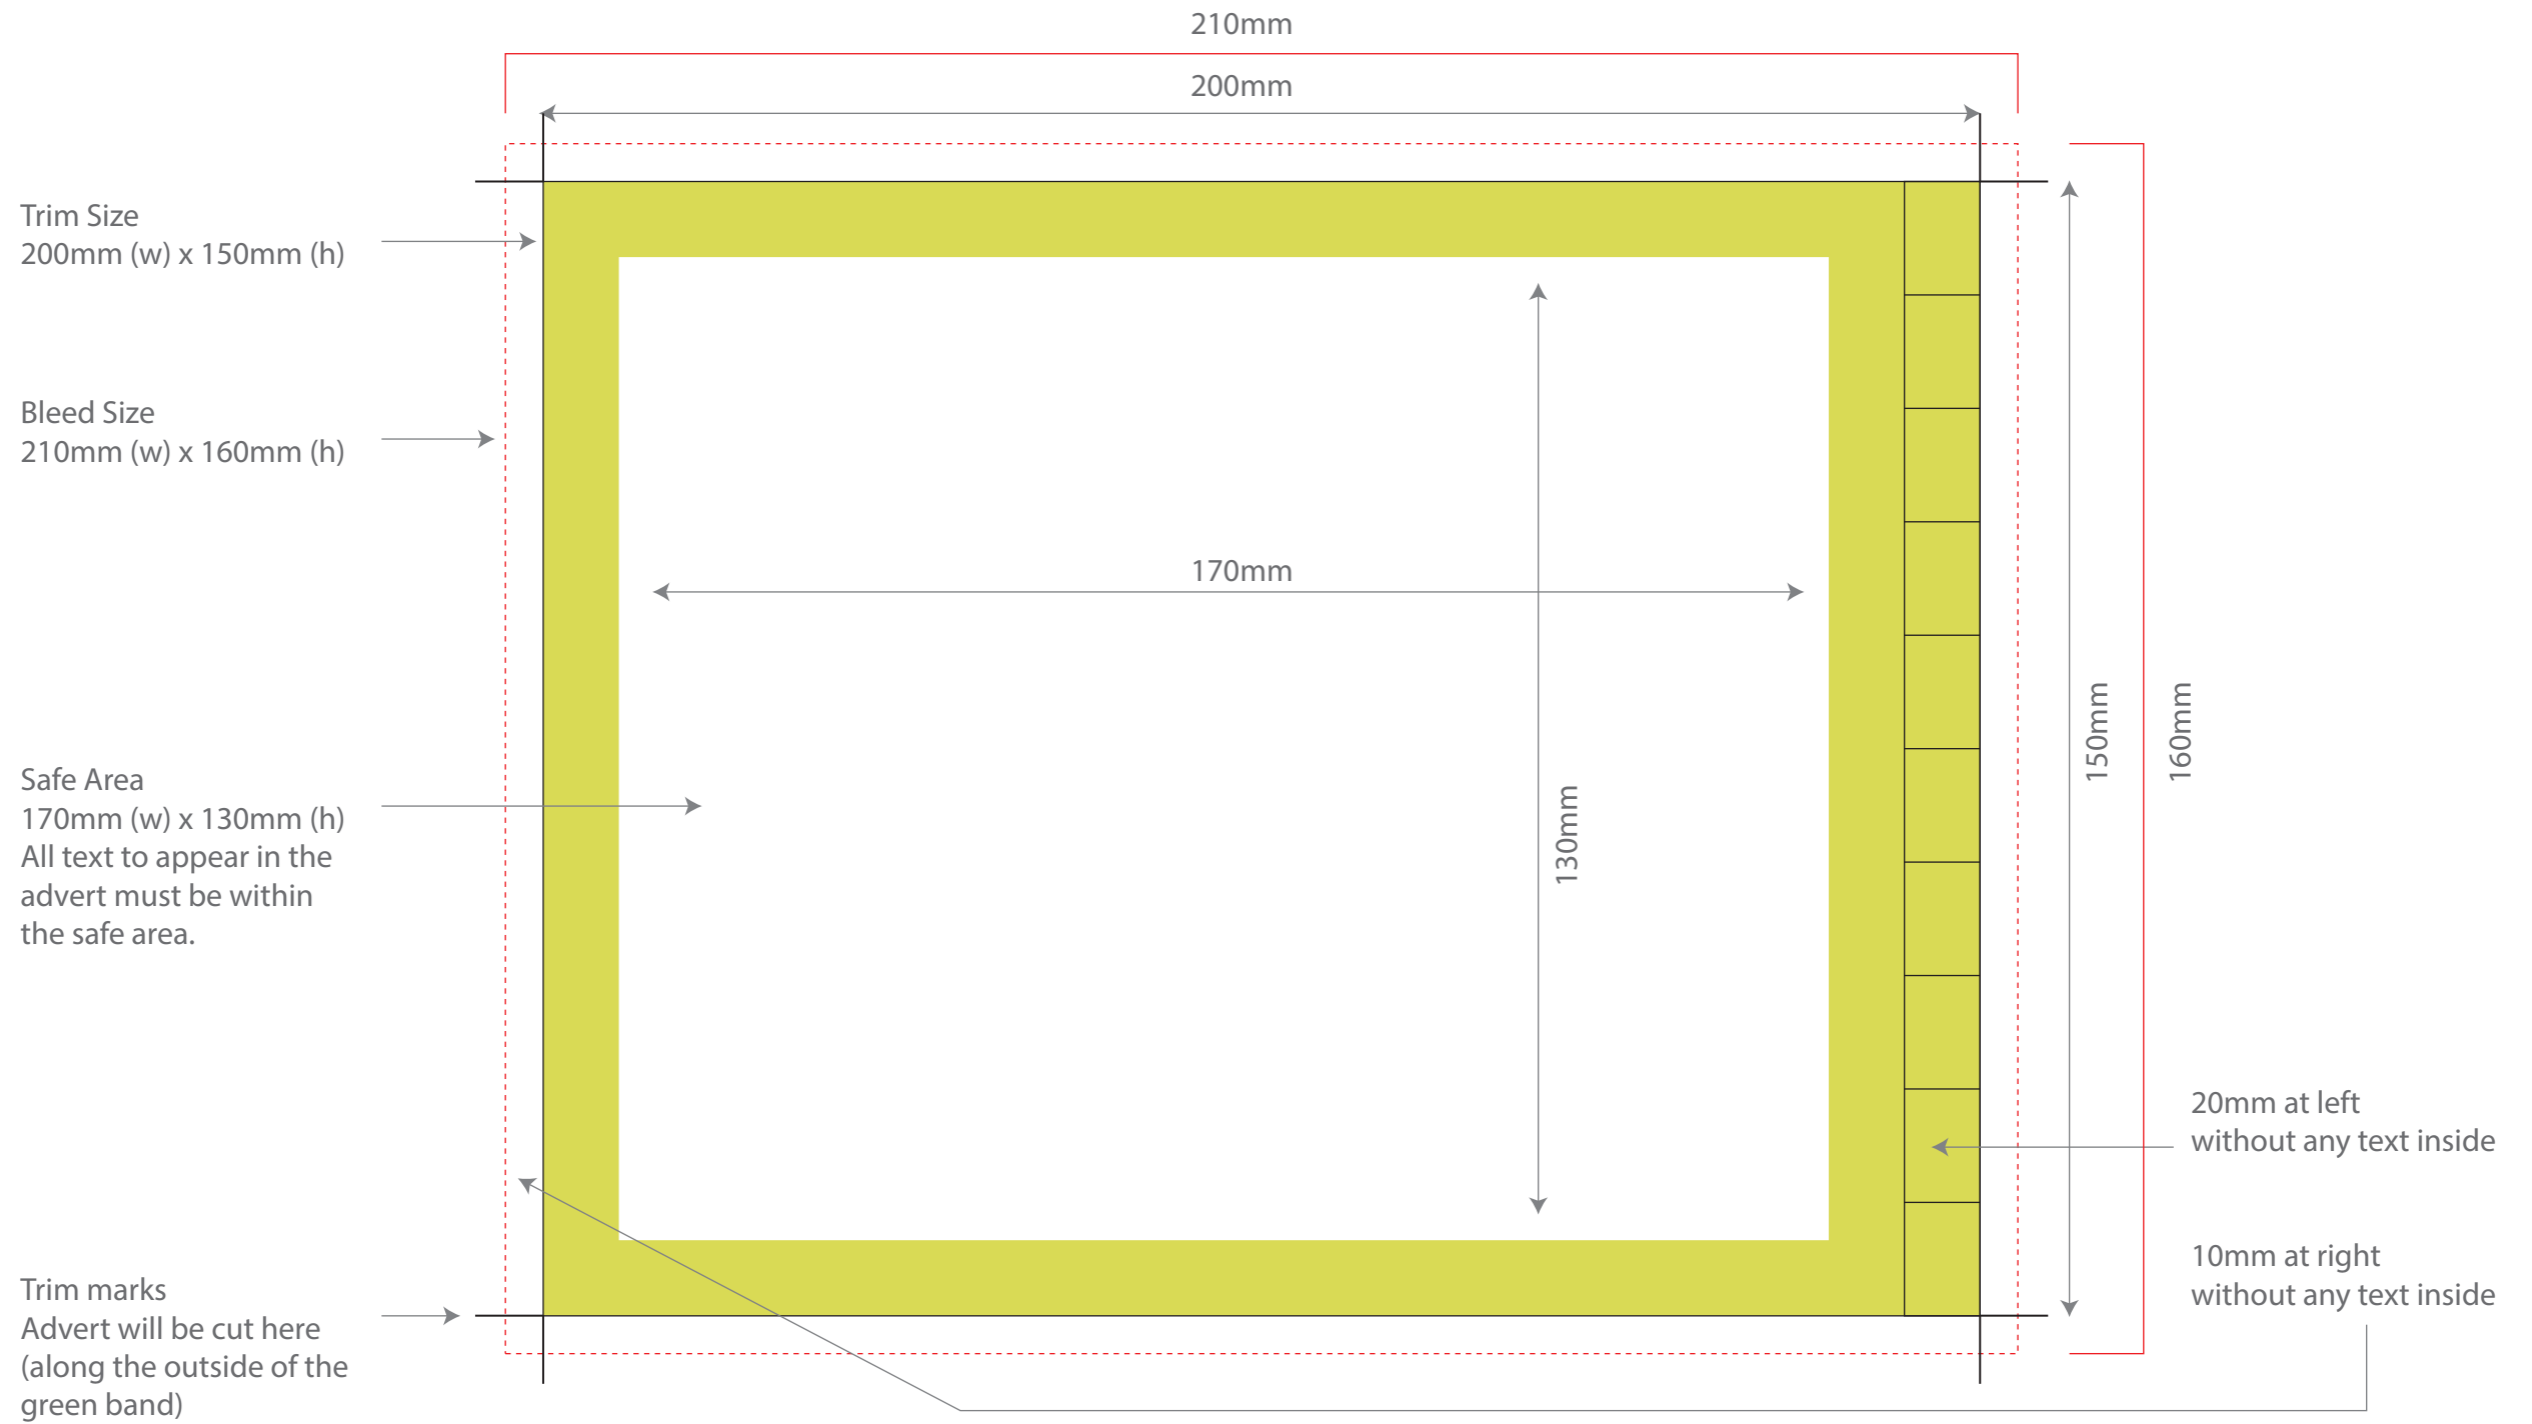 210mm
200mm
Trim Size
200mm (w) x 150mm (h)
Bleed Size
210mm (w) x 160mm (h)
170mm
150mm
160mm
130mm
Safe Area
170mm (w) x 130mm (h)
All text to appear in the
advert must be within
the safe area.
20mm at left
without any text inside
10mm at right
without any text inside
Trim marks
Advert will be cut here
(along the outside of the
green band)